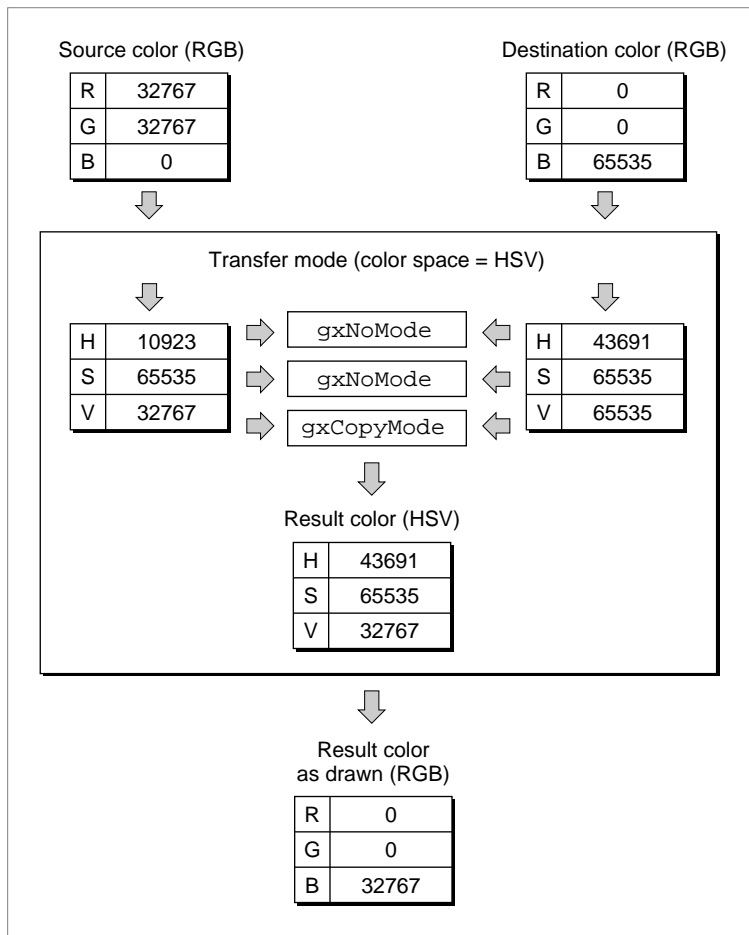 Source color (RGB)
R 32767
G 32767
B 0
Destination color (RGB)
R 0
G 0
B 65535
Transfer mode (color space = HSV)
H 10923
S 65535
V 32767
gxNoMode
gxNoMode
gxCopyMode
H 43691
S 65535
V 65535
Result color (HSV)
H 43691
S 65535
V 32767
Result color
as drawn (RGB)
R 0
G 0
B 32767